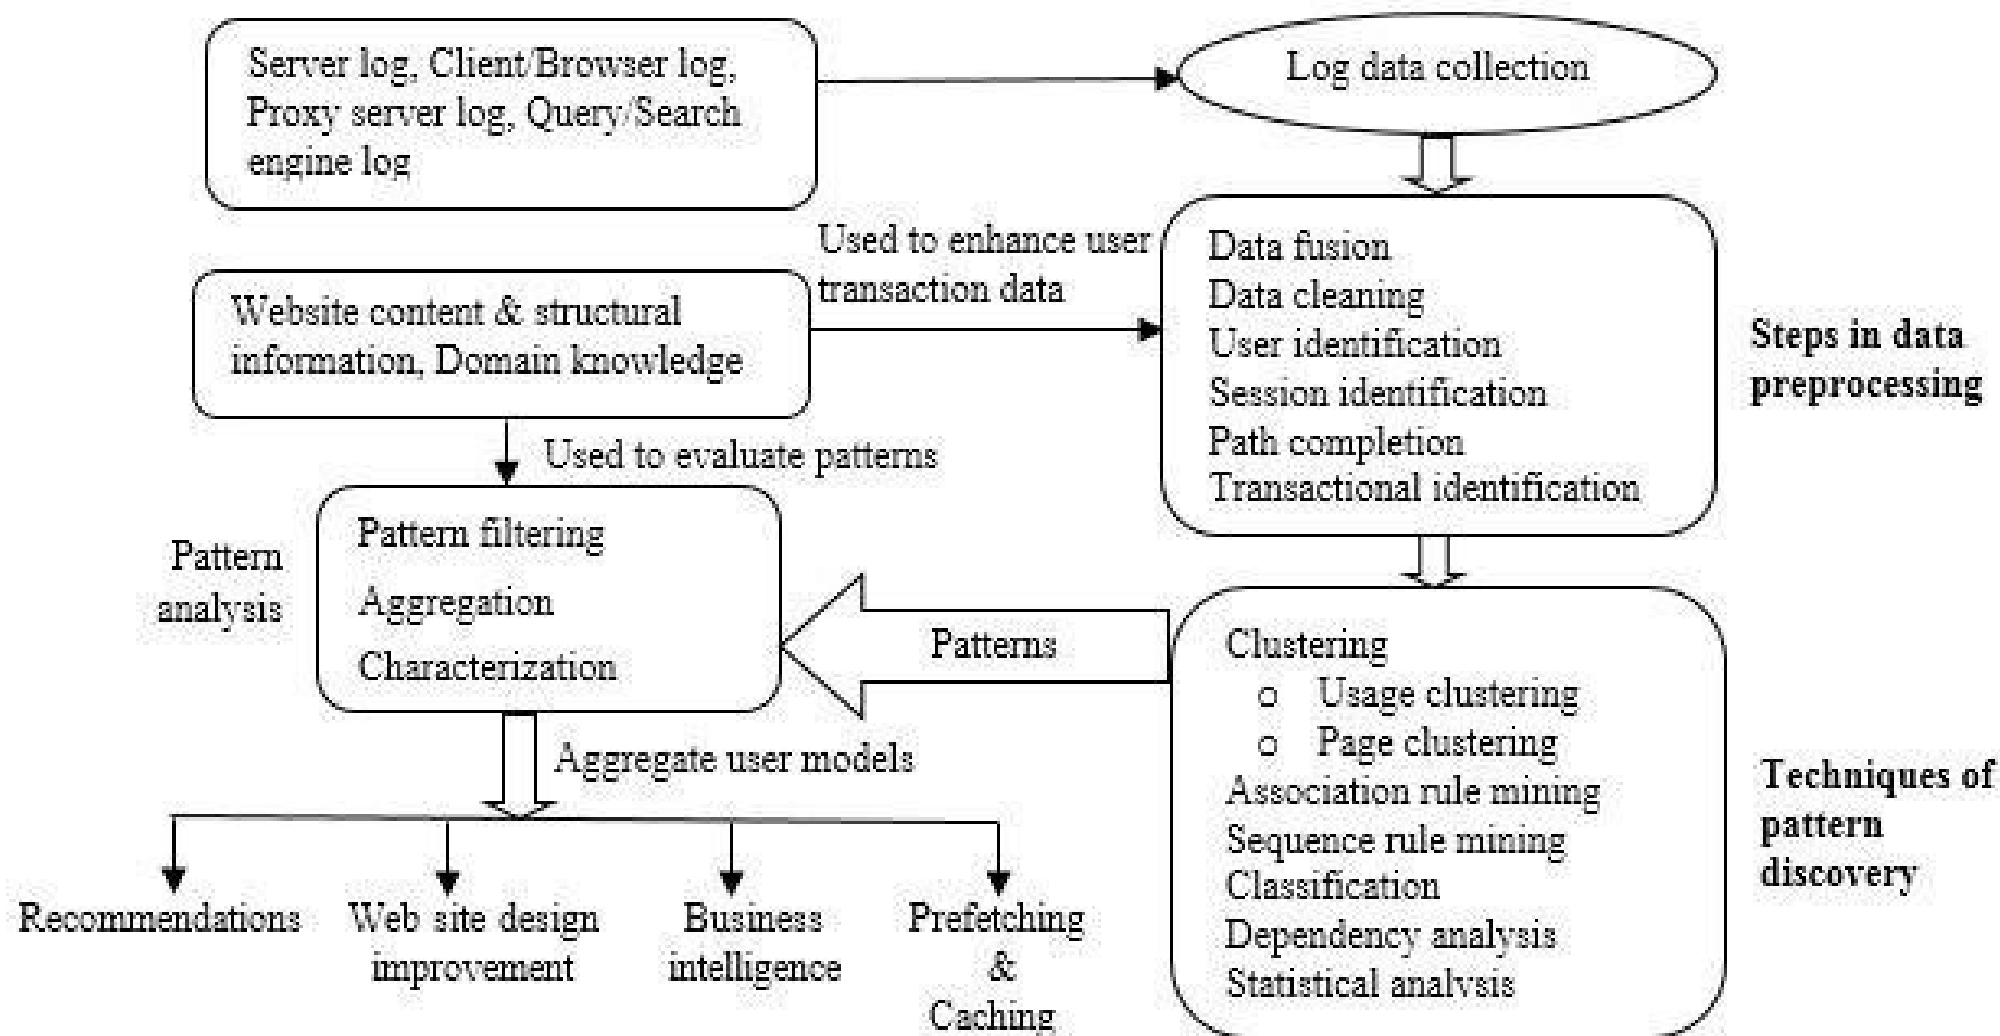 Server log, Client/Browser log,
Proxy server log, Query/Search
engine log
Log data collection
Used to enhance user
transaction data
Website content & structural
information, Domain knowledge
Data fusion
Data cleaning
User identification
Session identification
Path completion
Transactional identification
Steps in data
preprocessing
Used to evaluate patterns
Pattern
analysis
Pattern filtering
Aggregation
Characterization
Patterns
Clustering
o Usage clustering
o Page clustering
Association rule mining
Sequence rule mining
Classification
Dependency analysis
Statistical analysis
Techniques of
pattern
discovery
Aggregate user models
Recommendations
Web site design
improvement
Business
intelligence
Prefetching
&
Caching